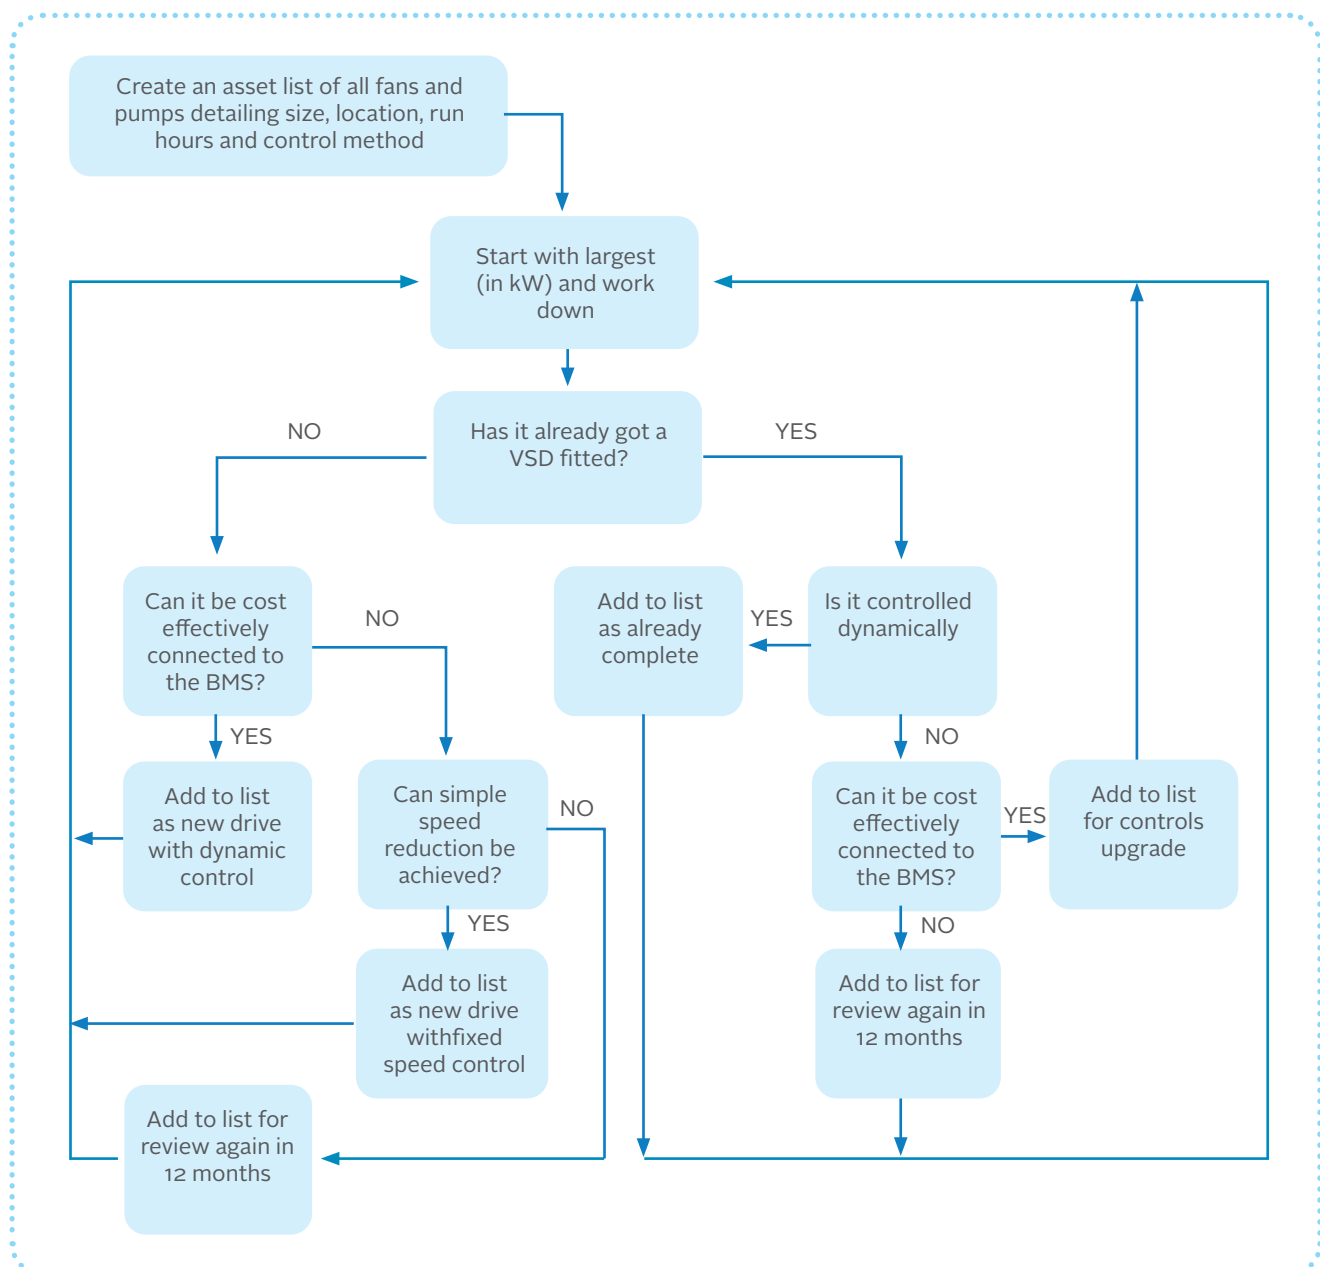 Create an asset list of all fans and
pumps detailing size, location, run
hours and control method
Start with largest
(in kW) and work
down
Has it already got a
VSD fitted?
NO
YES
Can it be cost
effectively
connected to
the BMS?
NO
Add to list
as already
complete
YES
Is it controlled
dynamically
YES
NO
Add to list
as new drive
with dynamic
control
Can simple
speed
reduction be
achieved?
NO
Can it be cost
effectively
connected to
the BMS?
YES
Add to list
for controls
upgrade
YES
NO
Add to list
as new drive
withfixed
speed control
Add to list for
review again in
12 months
Add to list for
review again in
12 months